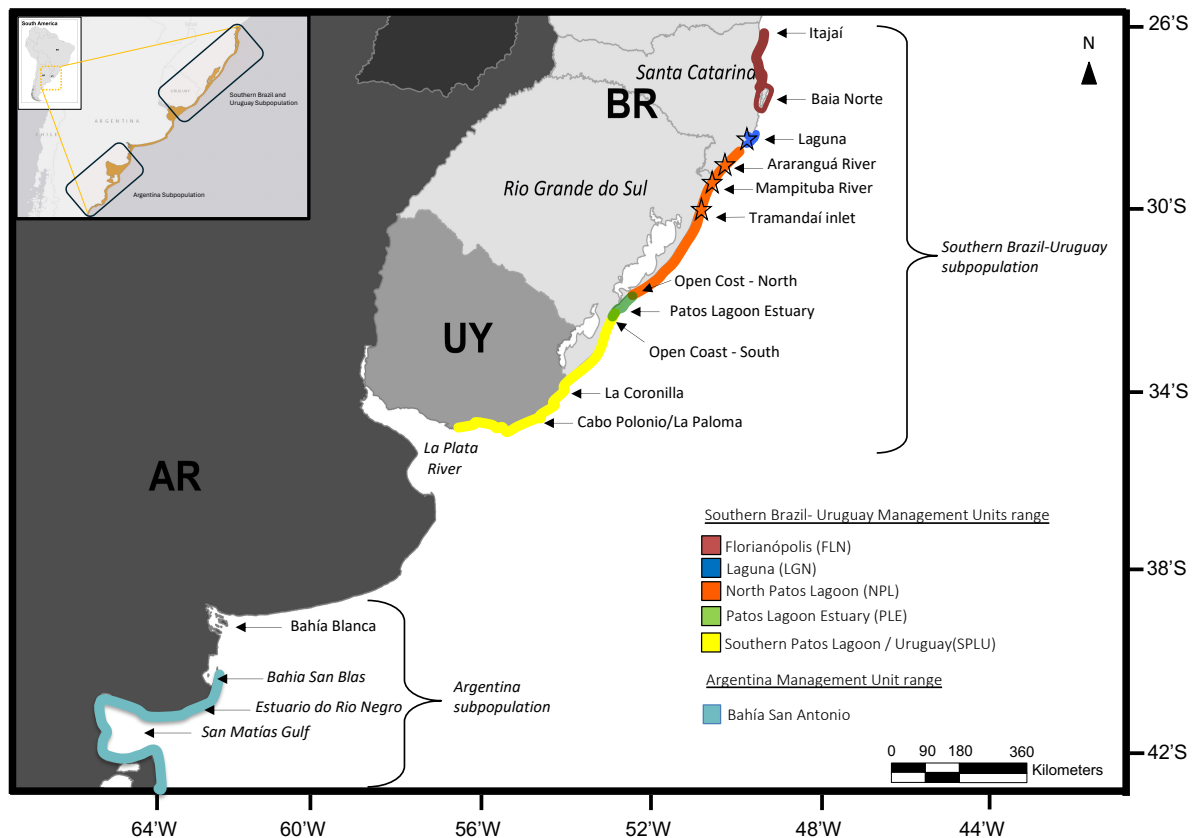 South America
Southern Brazil and
Uruguay Subpopulation
URUGUAY
ARGENTINA
CHILE
Argentina Subpopulation
26’S
30’S
34’S
38’S
42’S
N
Itajaí
Santa Catarina
Baia Norte
BR
Laguna
Araranguá River
Mampituba River
Rio Grande do Sul
Tramandaí inlet
Southern Brazil-Uruguay
subpopulation
Open Cost - North
Patos Lagoon Estuary
UY
Open Coast - South
La Coronilla
Cabo Polonio/La Paloma
La Plata
River
AR
Southern Brazil- Uruguay Management Units range
Florianópolis (FLN)
Laguna (LGN)
North Patos Lagoon (NPL)
Patos Lagoon Estuary (PLE)
Southern Patos Lagoon / Uruguay(SPLU)
Argentina Management Unit range
Bahía San Antonio
Bahía Blanca
Bahia San Blas
Estuario do Rio Negro
San Matías Gulf
Argentina
subpopulation
0 90 180 360
Kilometers
64’W 60’W 56’W 52’W 48’W 44’W